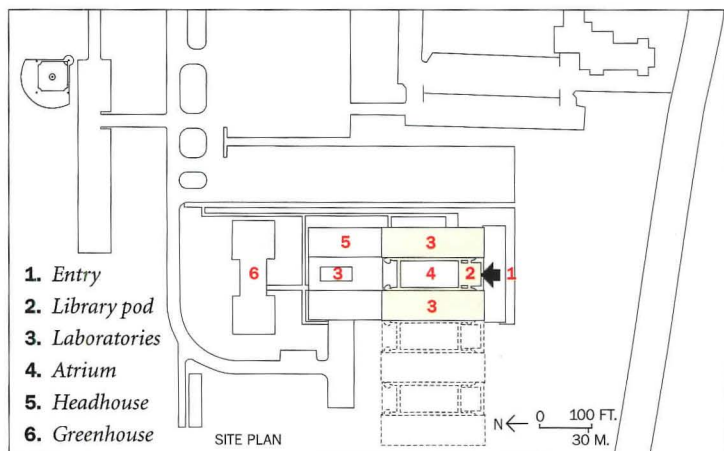 5
3
6
3
4
2
1
3
1. Entry
2. Library pod
3. Laboratories
4. Atrium
5. Headhouse
6. Greenhouse
SITE PLAN
N
0 100 FT.
30 M.